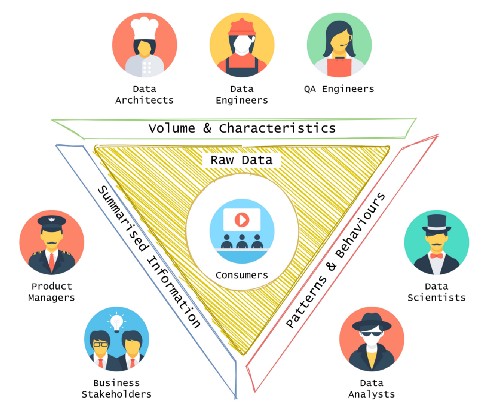 Data
Architects
Data
Engineers
QA Engineers
Volume & Characteristics
Raw Data
Summarised Information
Patterns & Behaviours
Consumers
Product
Managers
Data
Scientists
Business
Stakeholders
Data
Analysts